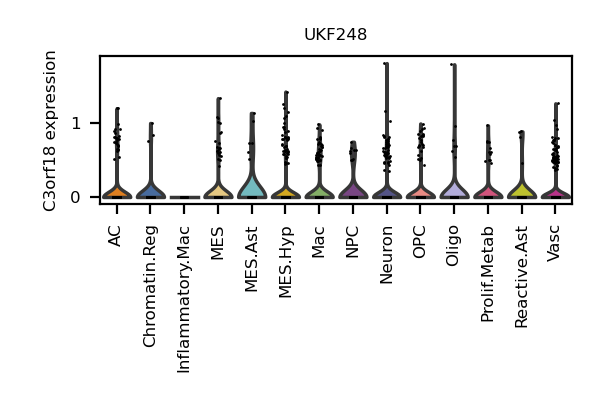 UKF248
C3orf18 expression
1
0
AC
Chromatin.Reg
Inflammatory.Mac
MES
MES.Ast
MES.Hyp
Mac
NPC
Neuron
OPC
Oligo
Prolif.Metab
Reactive.Ast
Vasc